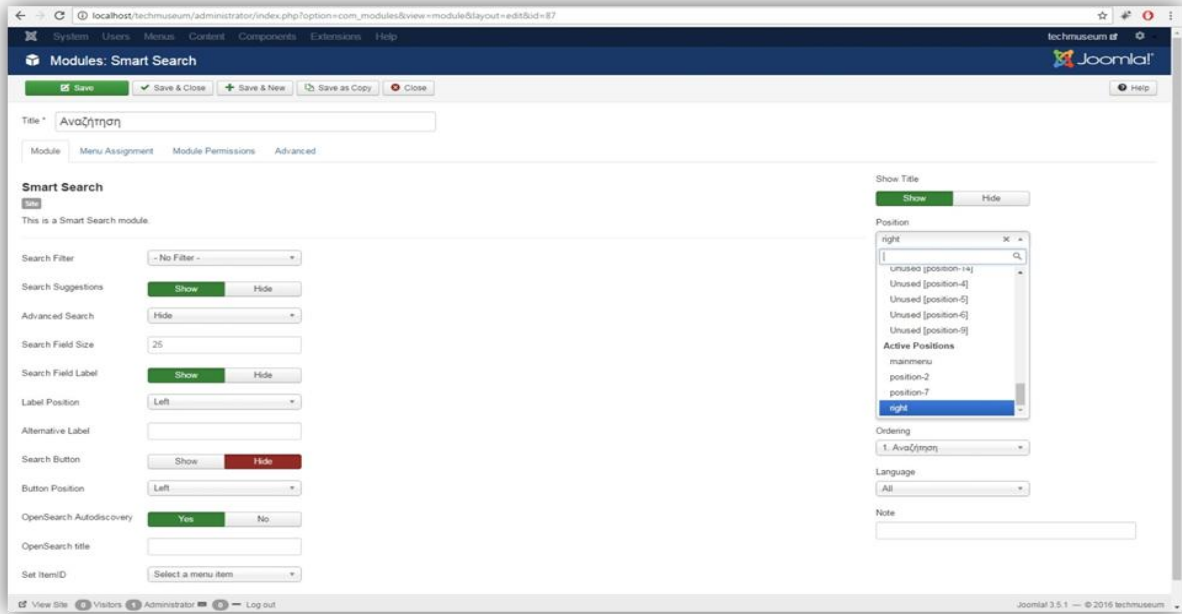 localhost/techmuseum/administrator/index.php?option=com_modules&view=module&layout=edit&id=87
System Users Menus Content Components Extensions Help
techmuseum
Modules: Smart Search
Joomla!
Save
Save & Close
Save & New
Save as Copy
Close
Help
Title *
Αναζήτηση
Module
Menu Assignment
Module Permissions
Advanced
Smart Search
Site
This is a Smart Search module.
Search Filter
- No Filter -
Search Suggestions
Show
Hide
Advanced Search
Hide
Search Field Size
25
Search Field Label
Show
Hide
Label Position
Left
Alternative Label
Search Button
Show
Hide
Button Position
Left
OpenSearch Autodiscovery
Yes
No
OpenSearch title
Set ItemID
Select a menu item
Show Title
Show
Hide
Position
right
Unused [position-14]
Unused [position-4]
Unused [position-5]
Unused [position-6]
Unused [position-9]
Active Positions
mainmenu
position-2
position-7
right
Ordering
1. Αναζήτηση
Language
All
Note
View Site 0 Visitors 1 Administrator 0 Log out
Joomla! 3.5.1 — © 2016 techmuseum